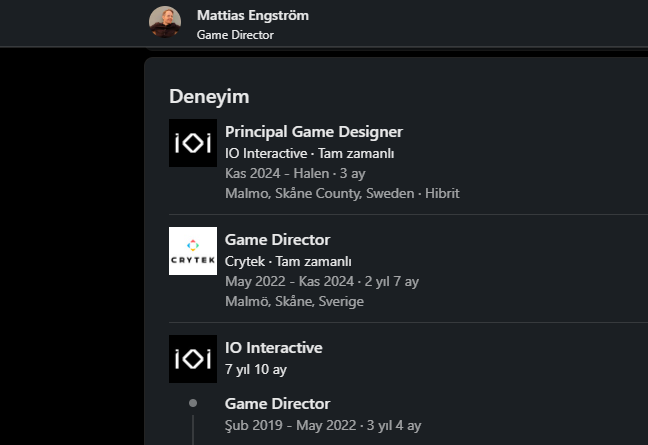 Mattias Engström
Game Director
Deneyim
iOi
Principal Game Designer
IO Interactive · Tam zamanlı
Kas 2024 - Halen · 3 ay
Malmo, Skåne County, Sweden · Hibrit
CRYTEK
Game Director
Crytek · Tam zamanlı
May 2022 - Kas 2024 · 2 yıl 7 ay
Malmö, Skåne, Sverige
iOi
IO Interactive
7 yıl 10 ay
Game Director
Şub 2019 - May 2022 · 3 yıl 4 ay